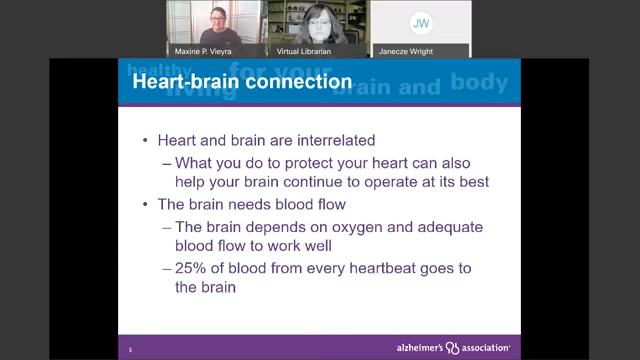 JW
Maxine P. Vieyra
Virtual Librarian
Janecze Wright
healthy
living
for your
brain and
body
Heart-brain connection
• Heart and brain are interrelated
– What you do to protect your heart can also
help your brain continue to operate at its best
• The brain needs blood flow
– The brain depends on oxygen and adequate
blood flow to work well
– 25% of blood from every heartbeat goes to
the brain
5
alzheimer's association®